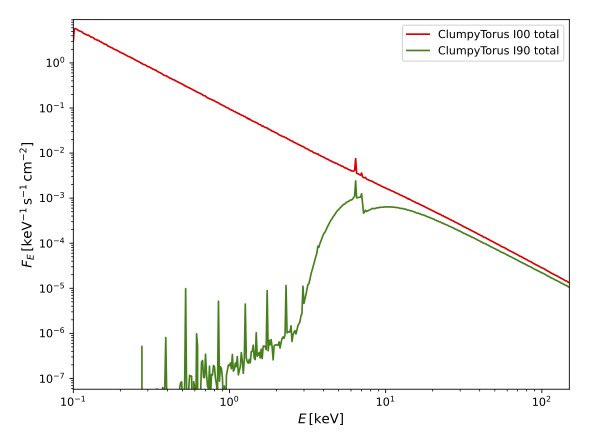 ClumpyTorus I00 total
ClumpyTorus I90 total
10⁰
10⁻¹
10⁻²
10⁻³
10⁻⁴
10⁻⁵
10⁻⁶
10⁻⁷
F_E [keV⁻¹ s⁻¹ cm⁻²]
10⁻¹ 10⁰ 10¹ 10²
E [keV]